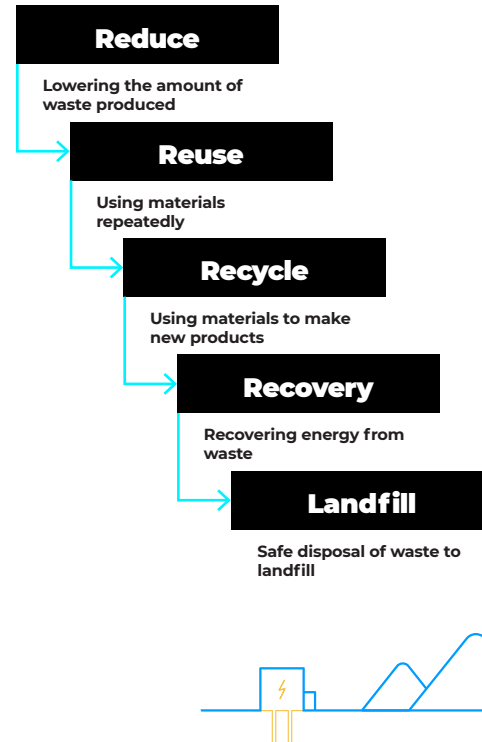 Reduce
Lowering the amount of
waste produced
Reuse
Using materials
repeatedly
Recycle
Using materials to make
new products
Recovery
Recovering energy from
waste
Landfill
Safe disposal of waste to
landfill